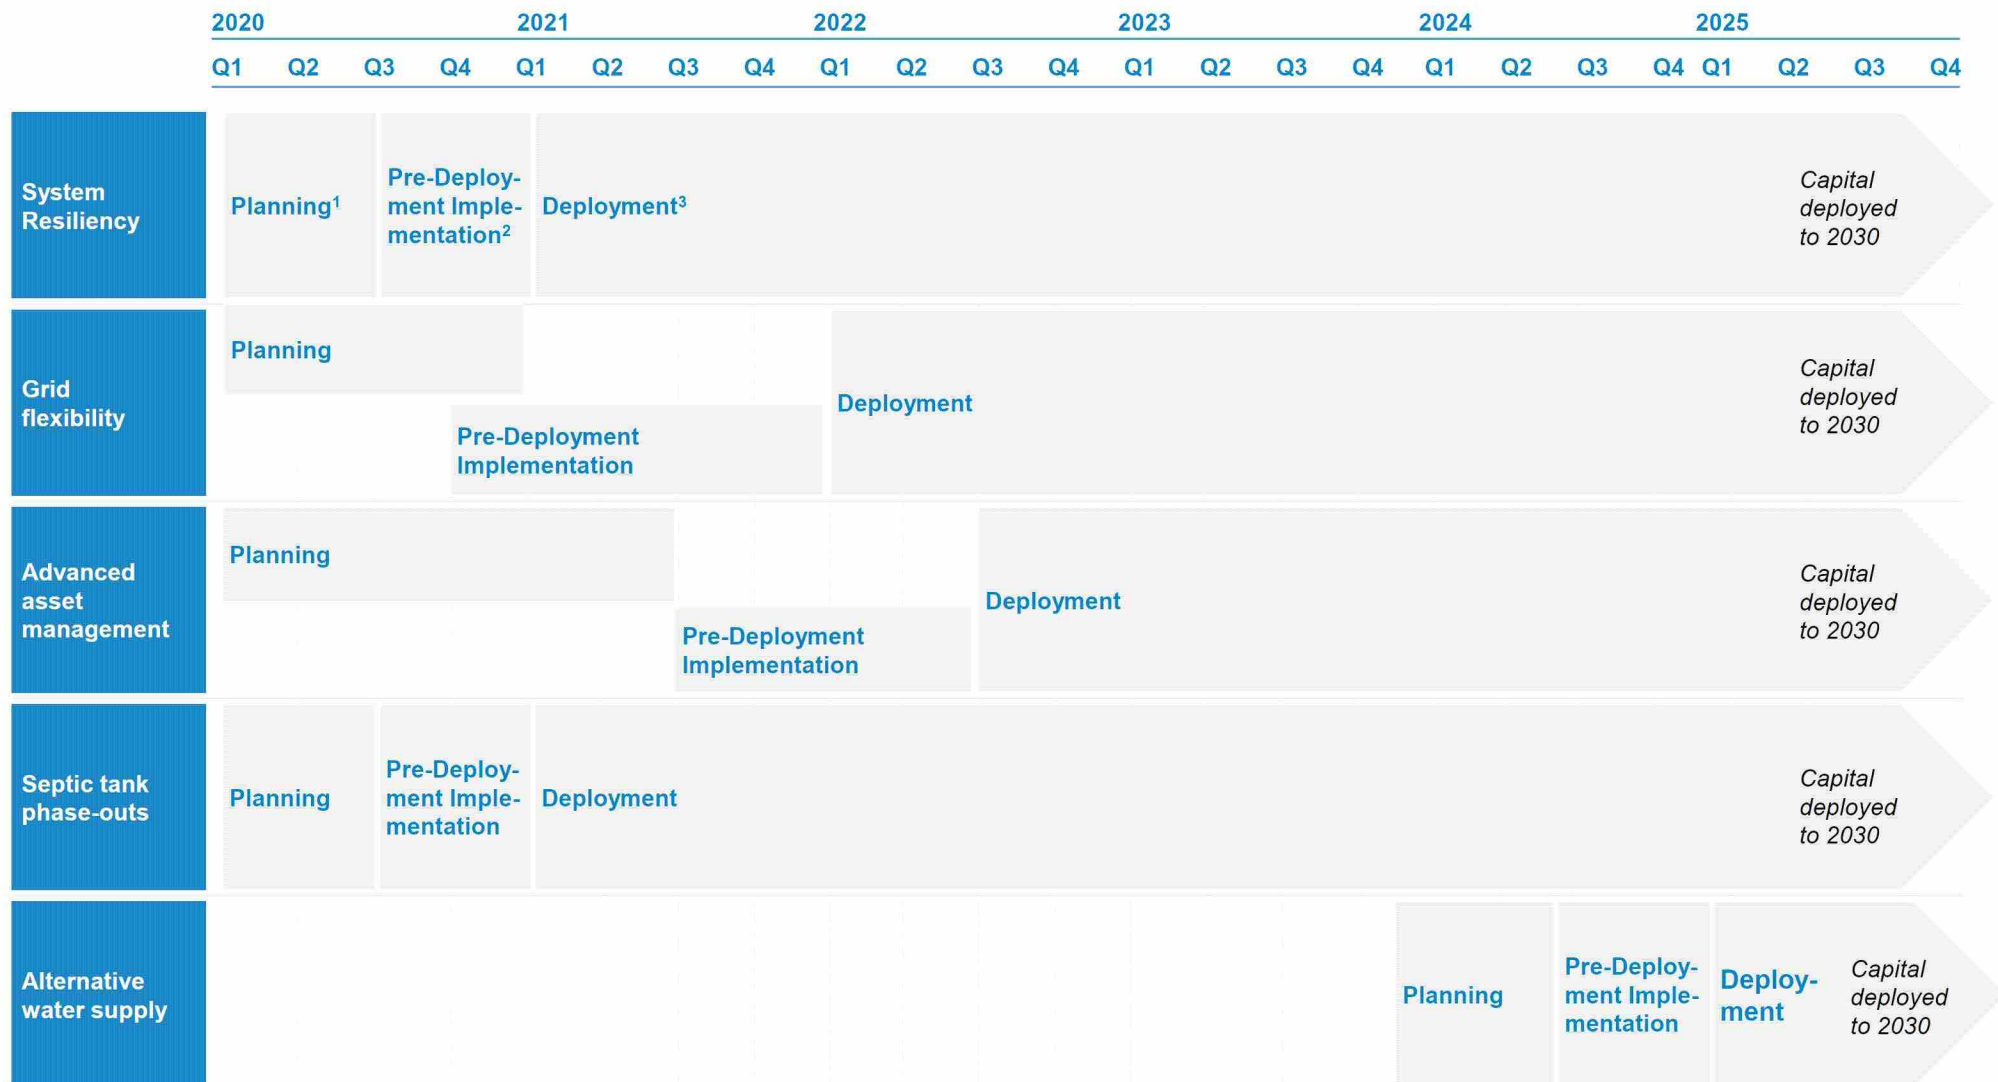 2020 2021 2022 2023 2024 2025
Q1 Q2 Q3 Q4 Q1 Q2 Q3 Q4 Q1 Q2 Q3 Q4 Q1 Q2 Q3 Q4 Q1 Q2 Q3 Q4 Q1 Q2 Q3 Q4
System
Resiliency
Planning¹
Pre-Deploy-
ment Imple-
mentation²
Deployment³
Capital
deployed
to 2030
Grid
flexibility
Planning
Pre-Deployment
Implementation
Deployment
Capital
deployed
to 2030
Advanced
asset
management
Planning
Pre-Deployment
Implementation
Deployment
Capital
deployed
to 2030
Septic tank
phase-outs
Planning
Pre-Deploy-
ment Imple-
mentation
Deployment
Capital
deployed
to 2030
Alternative
water supply
Planning
Pre-Deploy-
ment Imple-
mentation
Deploy-
ment
Capital
deployed
to 2030